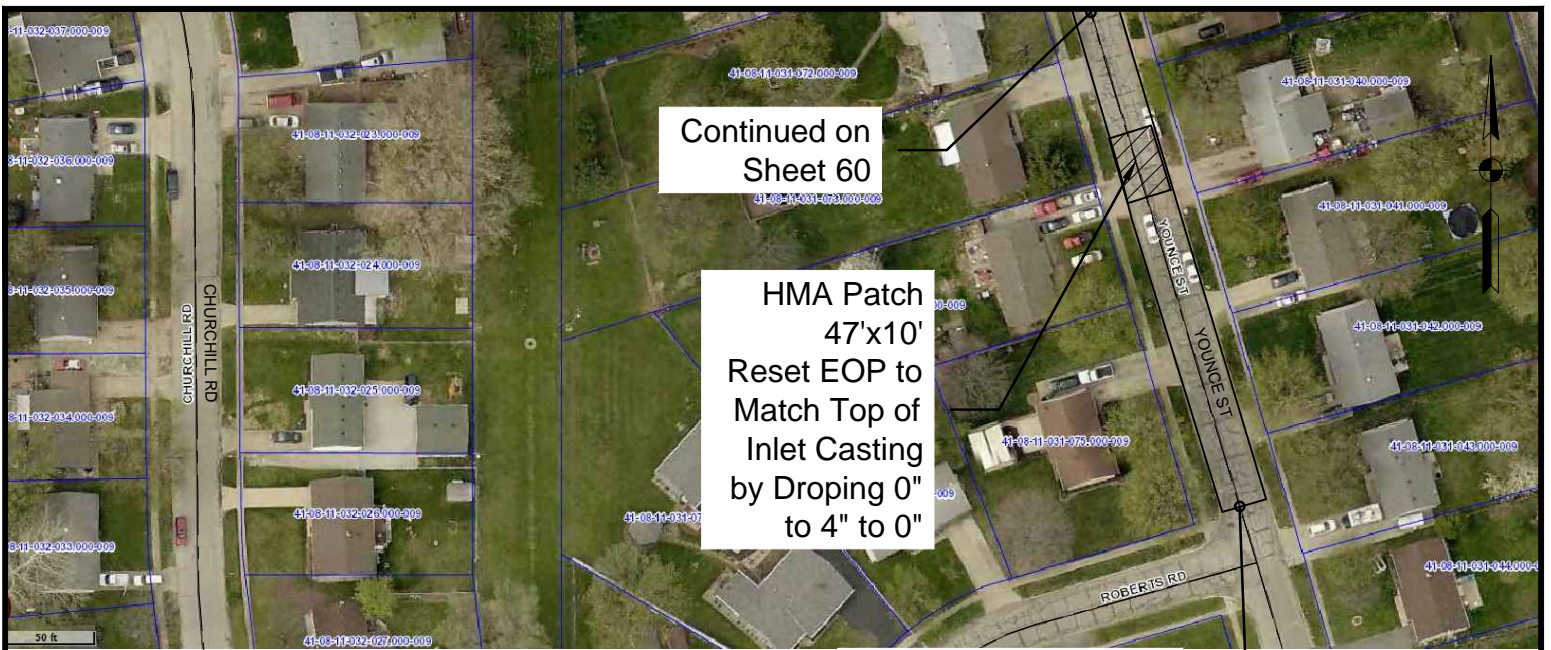 41-08-11-031-072.000-009
41-08-11-031-040.000-009
Continued on
Sheet 60
41-08-11-032-023.000-009
41-08-11-031-073.000-009
41-08-11-031-041.000-009
41-08-11-032-024.000-009
YOUNCE ST
HMA Patch
47'x10'
Reset EOP to
Match Top of
Inlet Casting
by Droping 0"
to 4" to 0"
CHURCHILL RD
CHURCHILL RD
YOUNCE ST
41-08-11-031-042.000-009
41-08-11-032-025.000-009
41-08-11-031-075.000-009
41-08-11-031-043.000-009
41-08-11-032-026.000-009
ROBERTS RD
50 ft
41-08-11-032-027.000-009